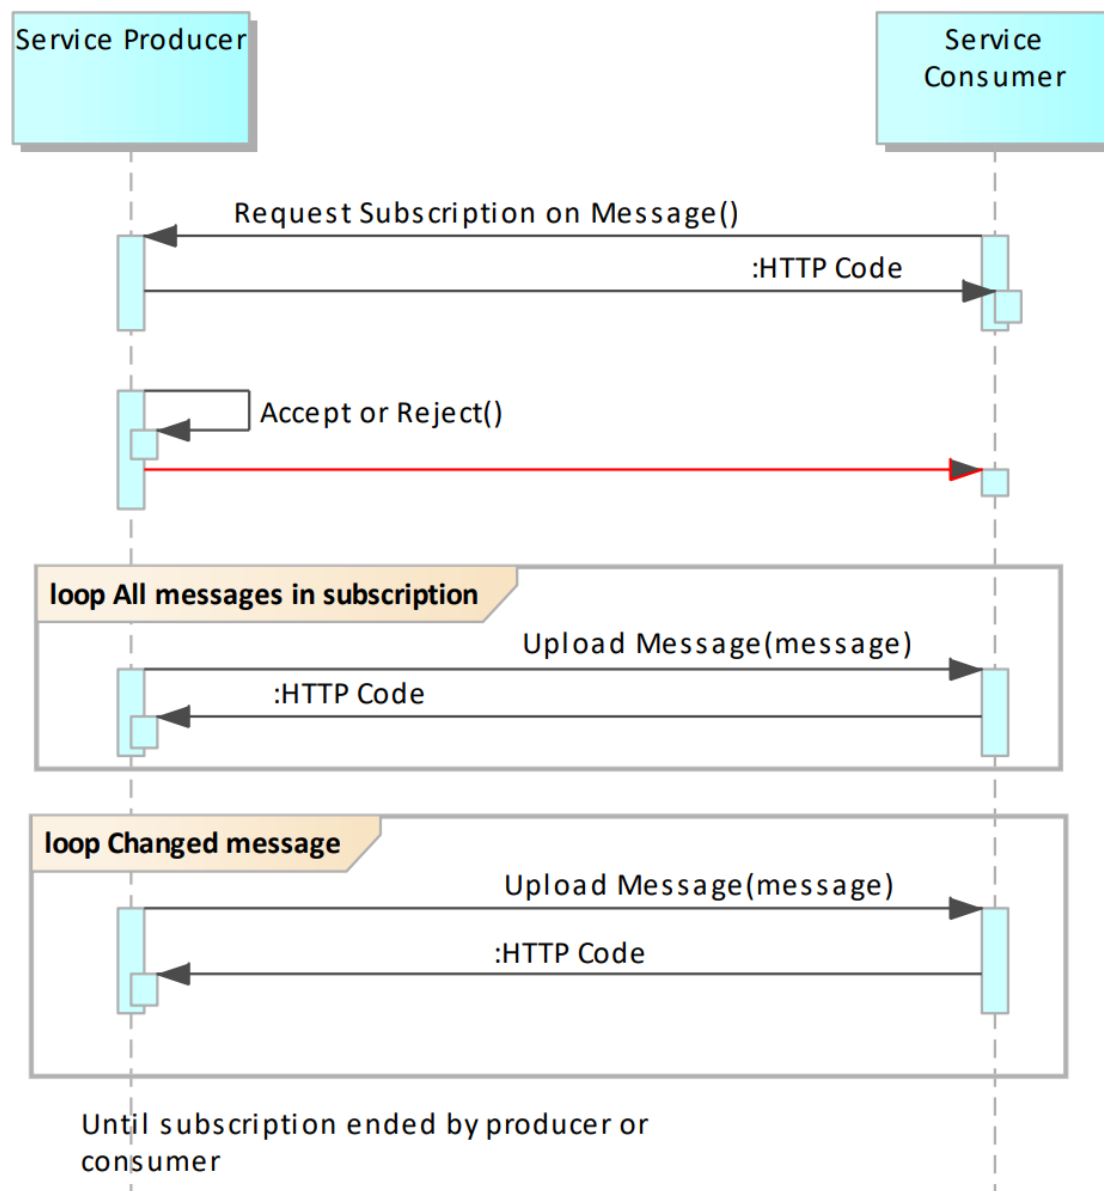 Service Producer
Service
Consumer
Request Subscription on Message()
:HTTP Code
Accept or Reject()
loop All messages in subscription
Upload Message(message)
:HTTP Code
loop Changed message
Upload Message(message)
:HTTP Code
Until subscription ended by producer or
consumer